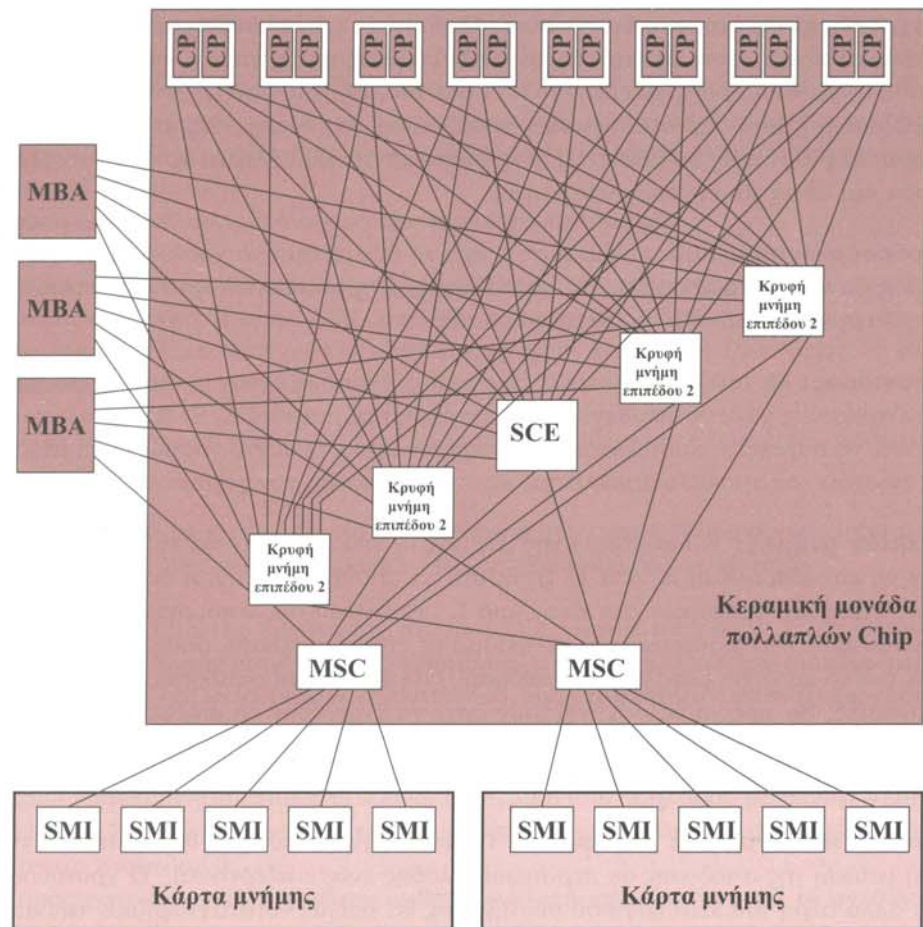 CP CP CP CP CP CP CP CP CP CP CP CP CP CP CP CP
MBA
MBA
MBA
Κρυφή
μνήμη
επιπέδου 2
Κρυφή
μνήμη
επιπέδου 2
SCE
Κρυφή
μνήμη
επιπέδου 2
Κρυφή
μνήμη
επιπέδου 2
Κεραμική μονάδα
πολλαπλών Chip
MSC MSC
SMI SMI SMI SMI SMI SMI SMI SMI SMI SMI
Κάρτα μνήμης Κάρτα μνήμης